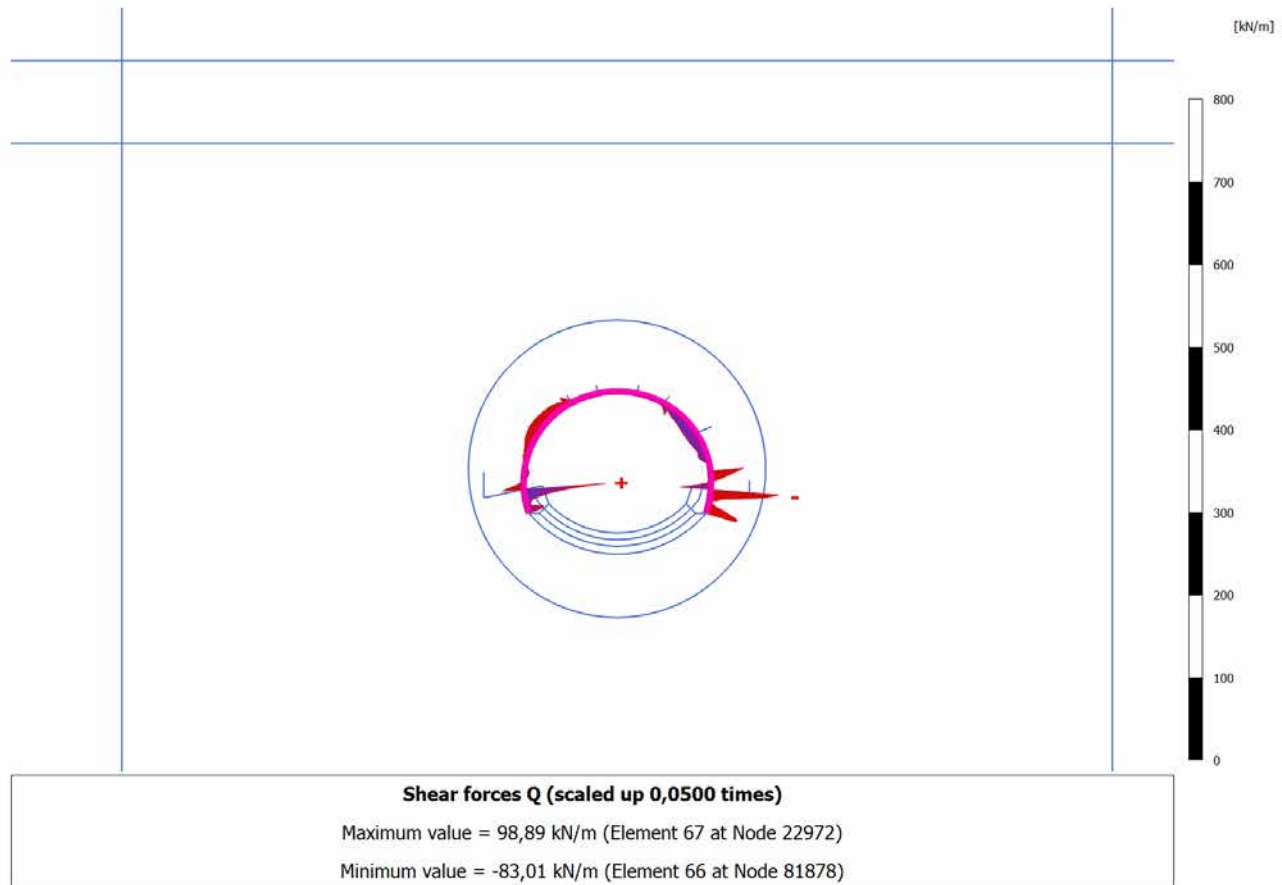 [kN/m]
800
700
600
500
400
300
200
100
0
+
-
Shear forces Q (scaled up 0,0500 times)
Maximum value = 98,89 kN/m (Element 67 at Node 22972)
Minimum value = -83,01 kN/m (Element 66 at Node 81878)